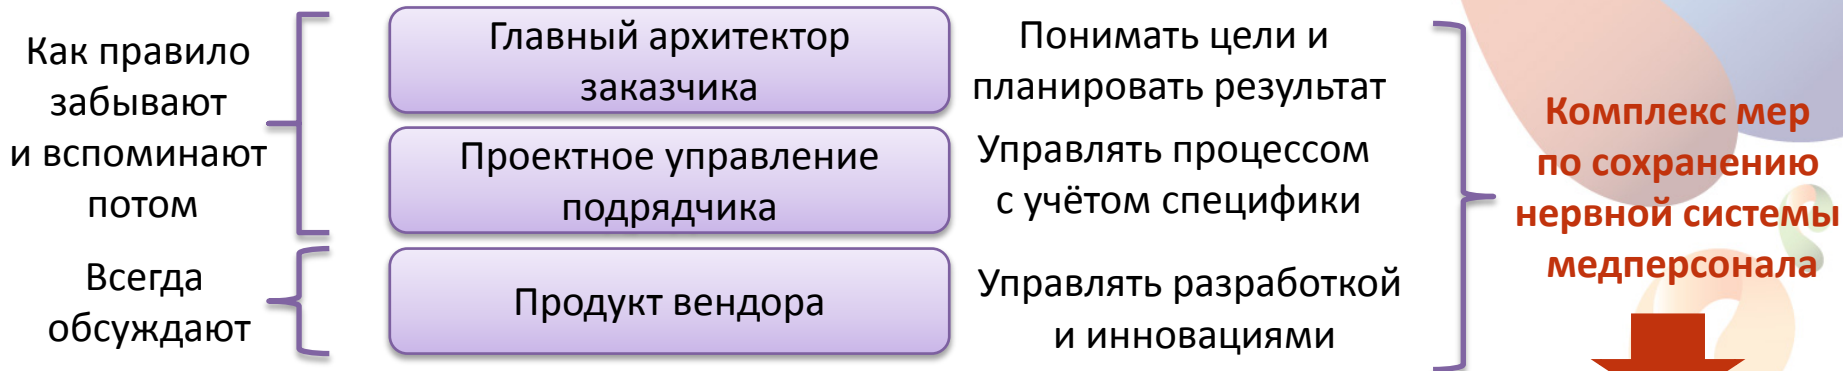 Как правило
забывают
и вспоминают
потом
Всегда
обсуждают
Главный архитектор
заказчика
Проектное управление
подрядчика
Продукт вендора
Понимать цели и
планировать результат
Управлять процессом
с учётом специфики
Управлять разработкой
и инновациями
Комплекс мер
по сохранению
нервной системы
медперсонала